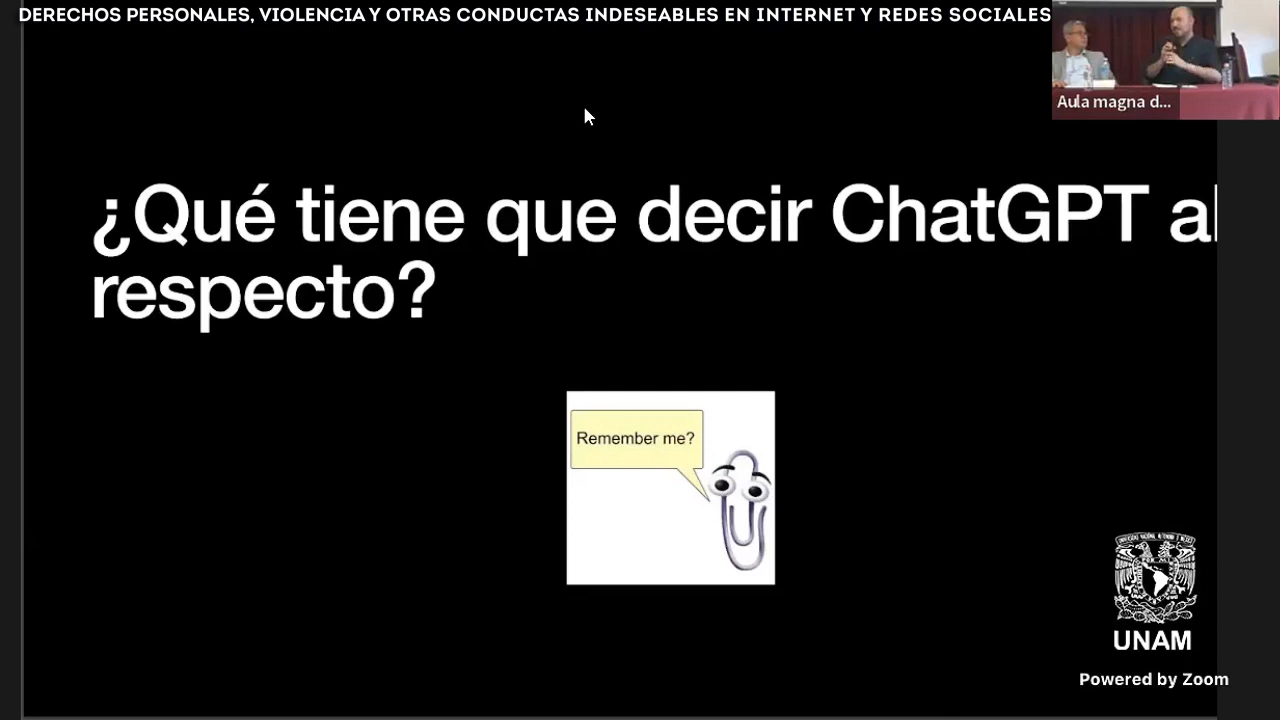 DERECHOS PERSONALES, VIOLENCIA Y OTRAS CONDUCTAS INDESEABLES EN INTERNET Y REDES SOCIALES
Aula magna d...
¿Qué tiene que decir ChatGPT al
respecto?
Remember me?
UNAM
Powered by Zoom